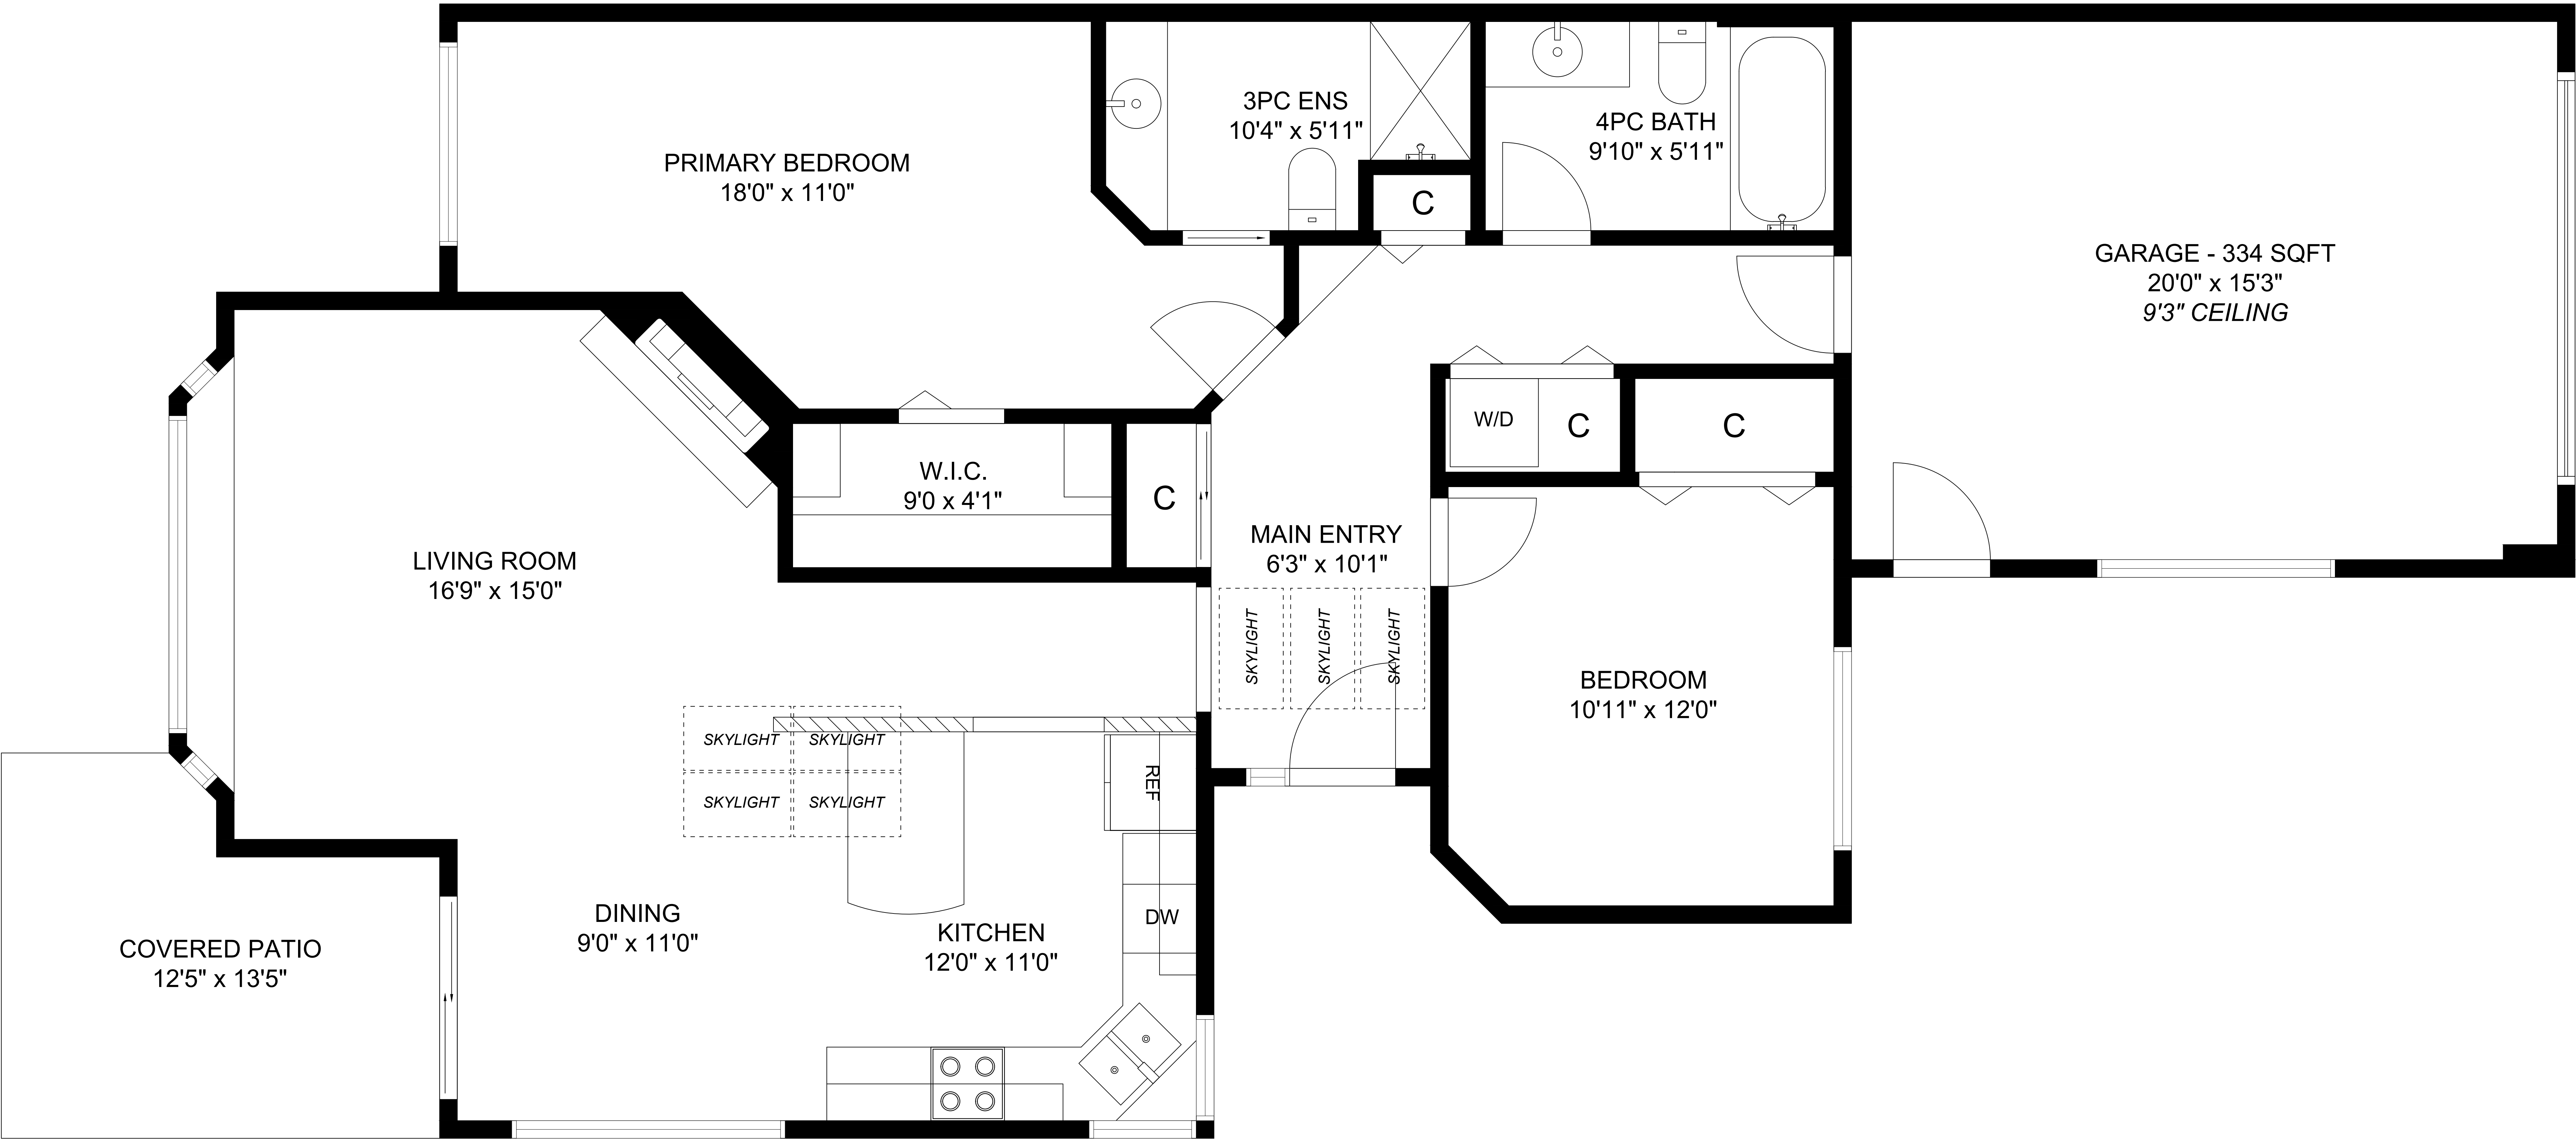 PRIMARY BEDROOM
18'0" x 11'0"
3PC ENS
10'4" x 5'11"
C
4PC BATH
9'10" x 5'11"
GARAGE - 334 SQFT
20'0" x 15'3"
9'3" CEILING
W.I.C.
9'0 x 4'1"
C
W/D
C
C
LIVING ROOM
16'9" x 15'0"
MAIN ENTRY
6'3" x 10'1"
SKYLIGHT
SKYLIGHT
SKYLIGHT
BEDROOM
10'11" x 12'0"
SKYLIGHT
SKYLIGHT
SKYLIGHT
SKYLIGHT
REF
DW
DINING
9'0" x 11'0"
KITCHEN
12'0" x 11'0"
COVERED PATIO
12'5" x 13'5"